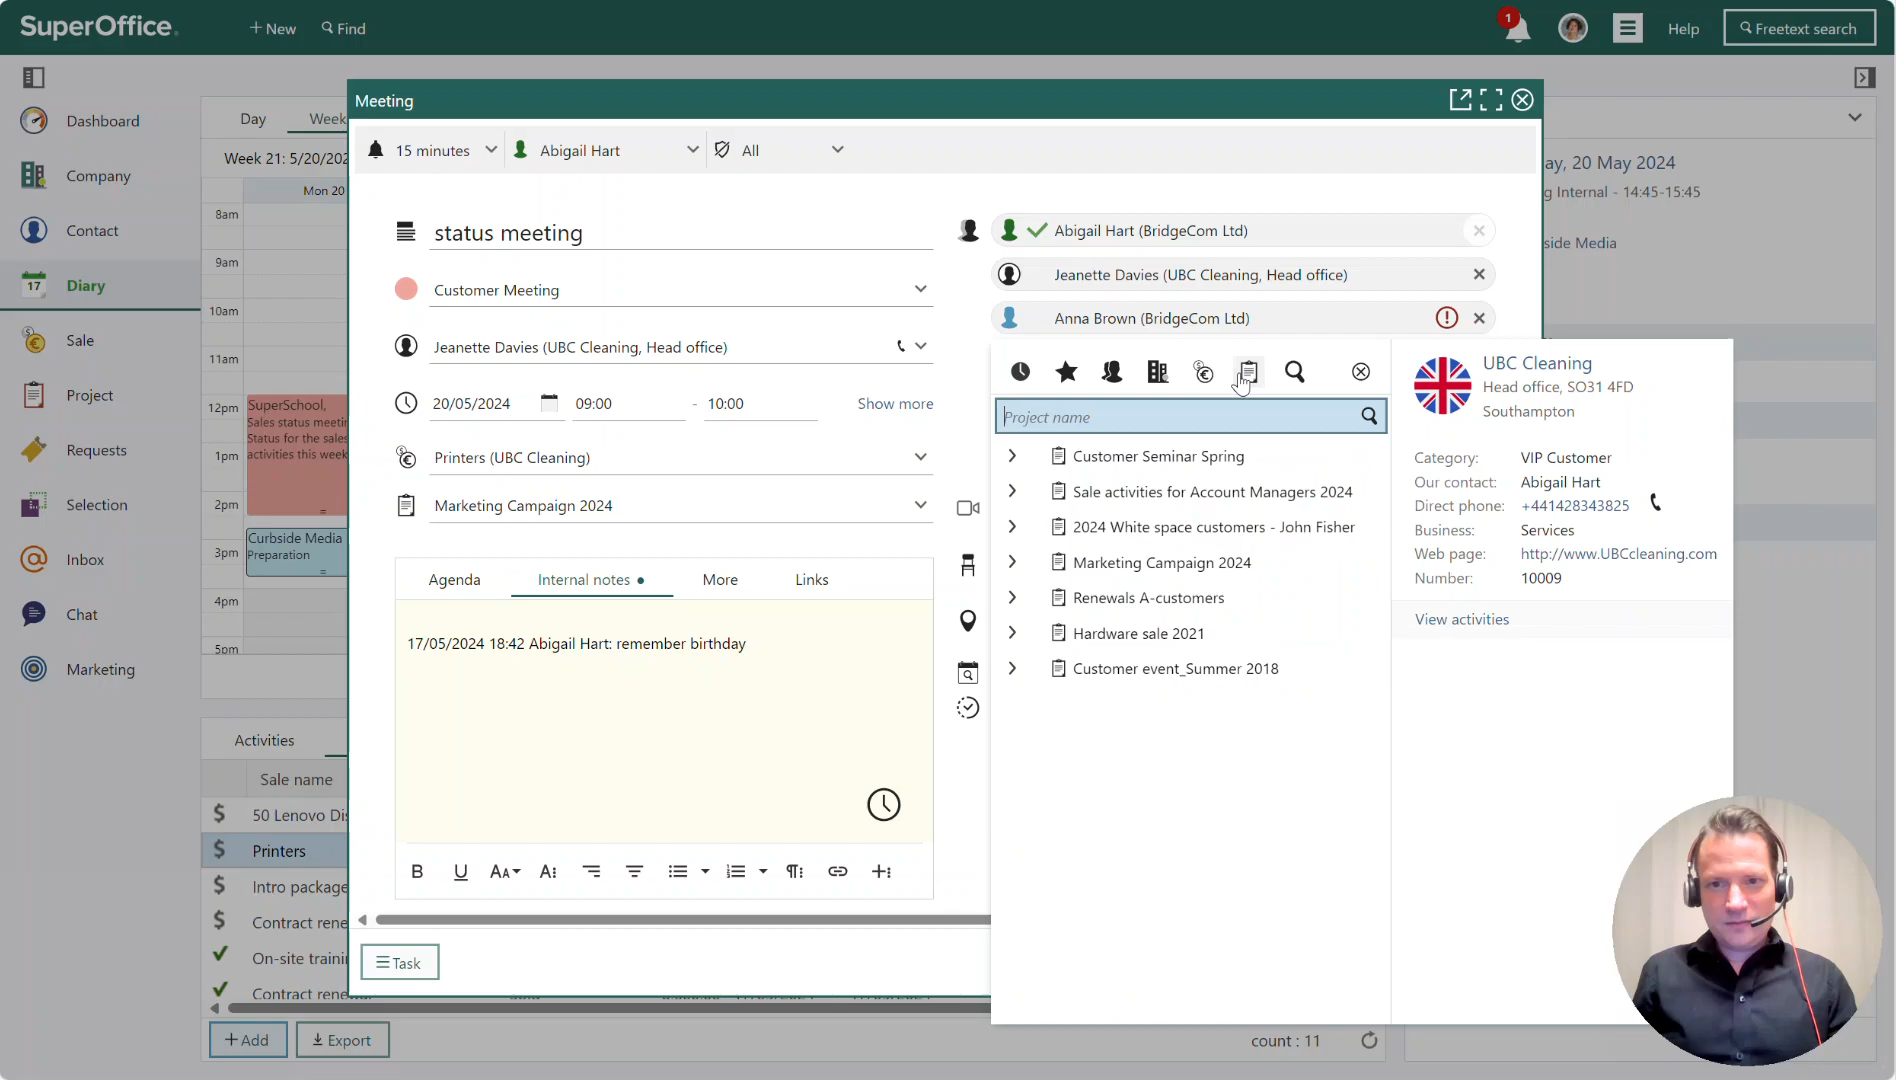 SuperOffice.
+ New
Find
1
Help
Freetext search
Dashboard
Company
Contact
17
Diary
Sale
Project
Requests
Selection
Inbox
Chat
Marketing
Day
Week
Week 21: 5/20/202
Mon 20
8am
9am
10am
11am
12pm
1pm
2pm
3pm
4pm
5pm
SuperSchool,
Sales status meetin
Status for the sales
activities this week
Curbside Media
Preparation
Activities
Sale name
50 Lenovo Di
Printers
Intro package
Contract rene
On-site traini
Contract rene
+ Add
Export
count : 11
Meeting
15 minutes
Abigail Hart
All
status meeting
Customer Meeting
Jeanette Davies (UBC Cleaning, Head office)
20/05/2024
09:00
-
10:00
Show more
Printers (UBC Cleaning)
Marketing Campaign 2024
Agenda
Internal notes
More
Links
17/05/2024 18:42 Abigail Hart: remember birthday
Task
Abigail Hart (BridgeCom Ltd)
Jeanette Davies (UBC Cleaning, Head office)
Anna Brown (BridgeCom Ltd)
Project name
Customer Seminar Spring
Sale activities for Account Managers 2024
2024 White space customers - John Fisher
Marketing Campaign 2024
Renewals A-customers
Hardware sale 2021
Customer event_Summer 2018
UBC Cleaning
Head office, SO31 4FD
Southampton
Category: VIP Customer
Our contact: Abigail Hart
Direct phone: +441428343825
Business: Services
Web page: http://www.UBCcleaning.com
Number: 10009
View activities
ay, 20 May 2024
g Internal - 14:45-15:45
side Media